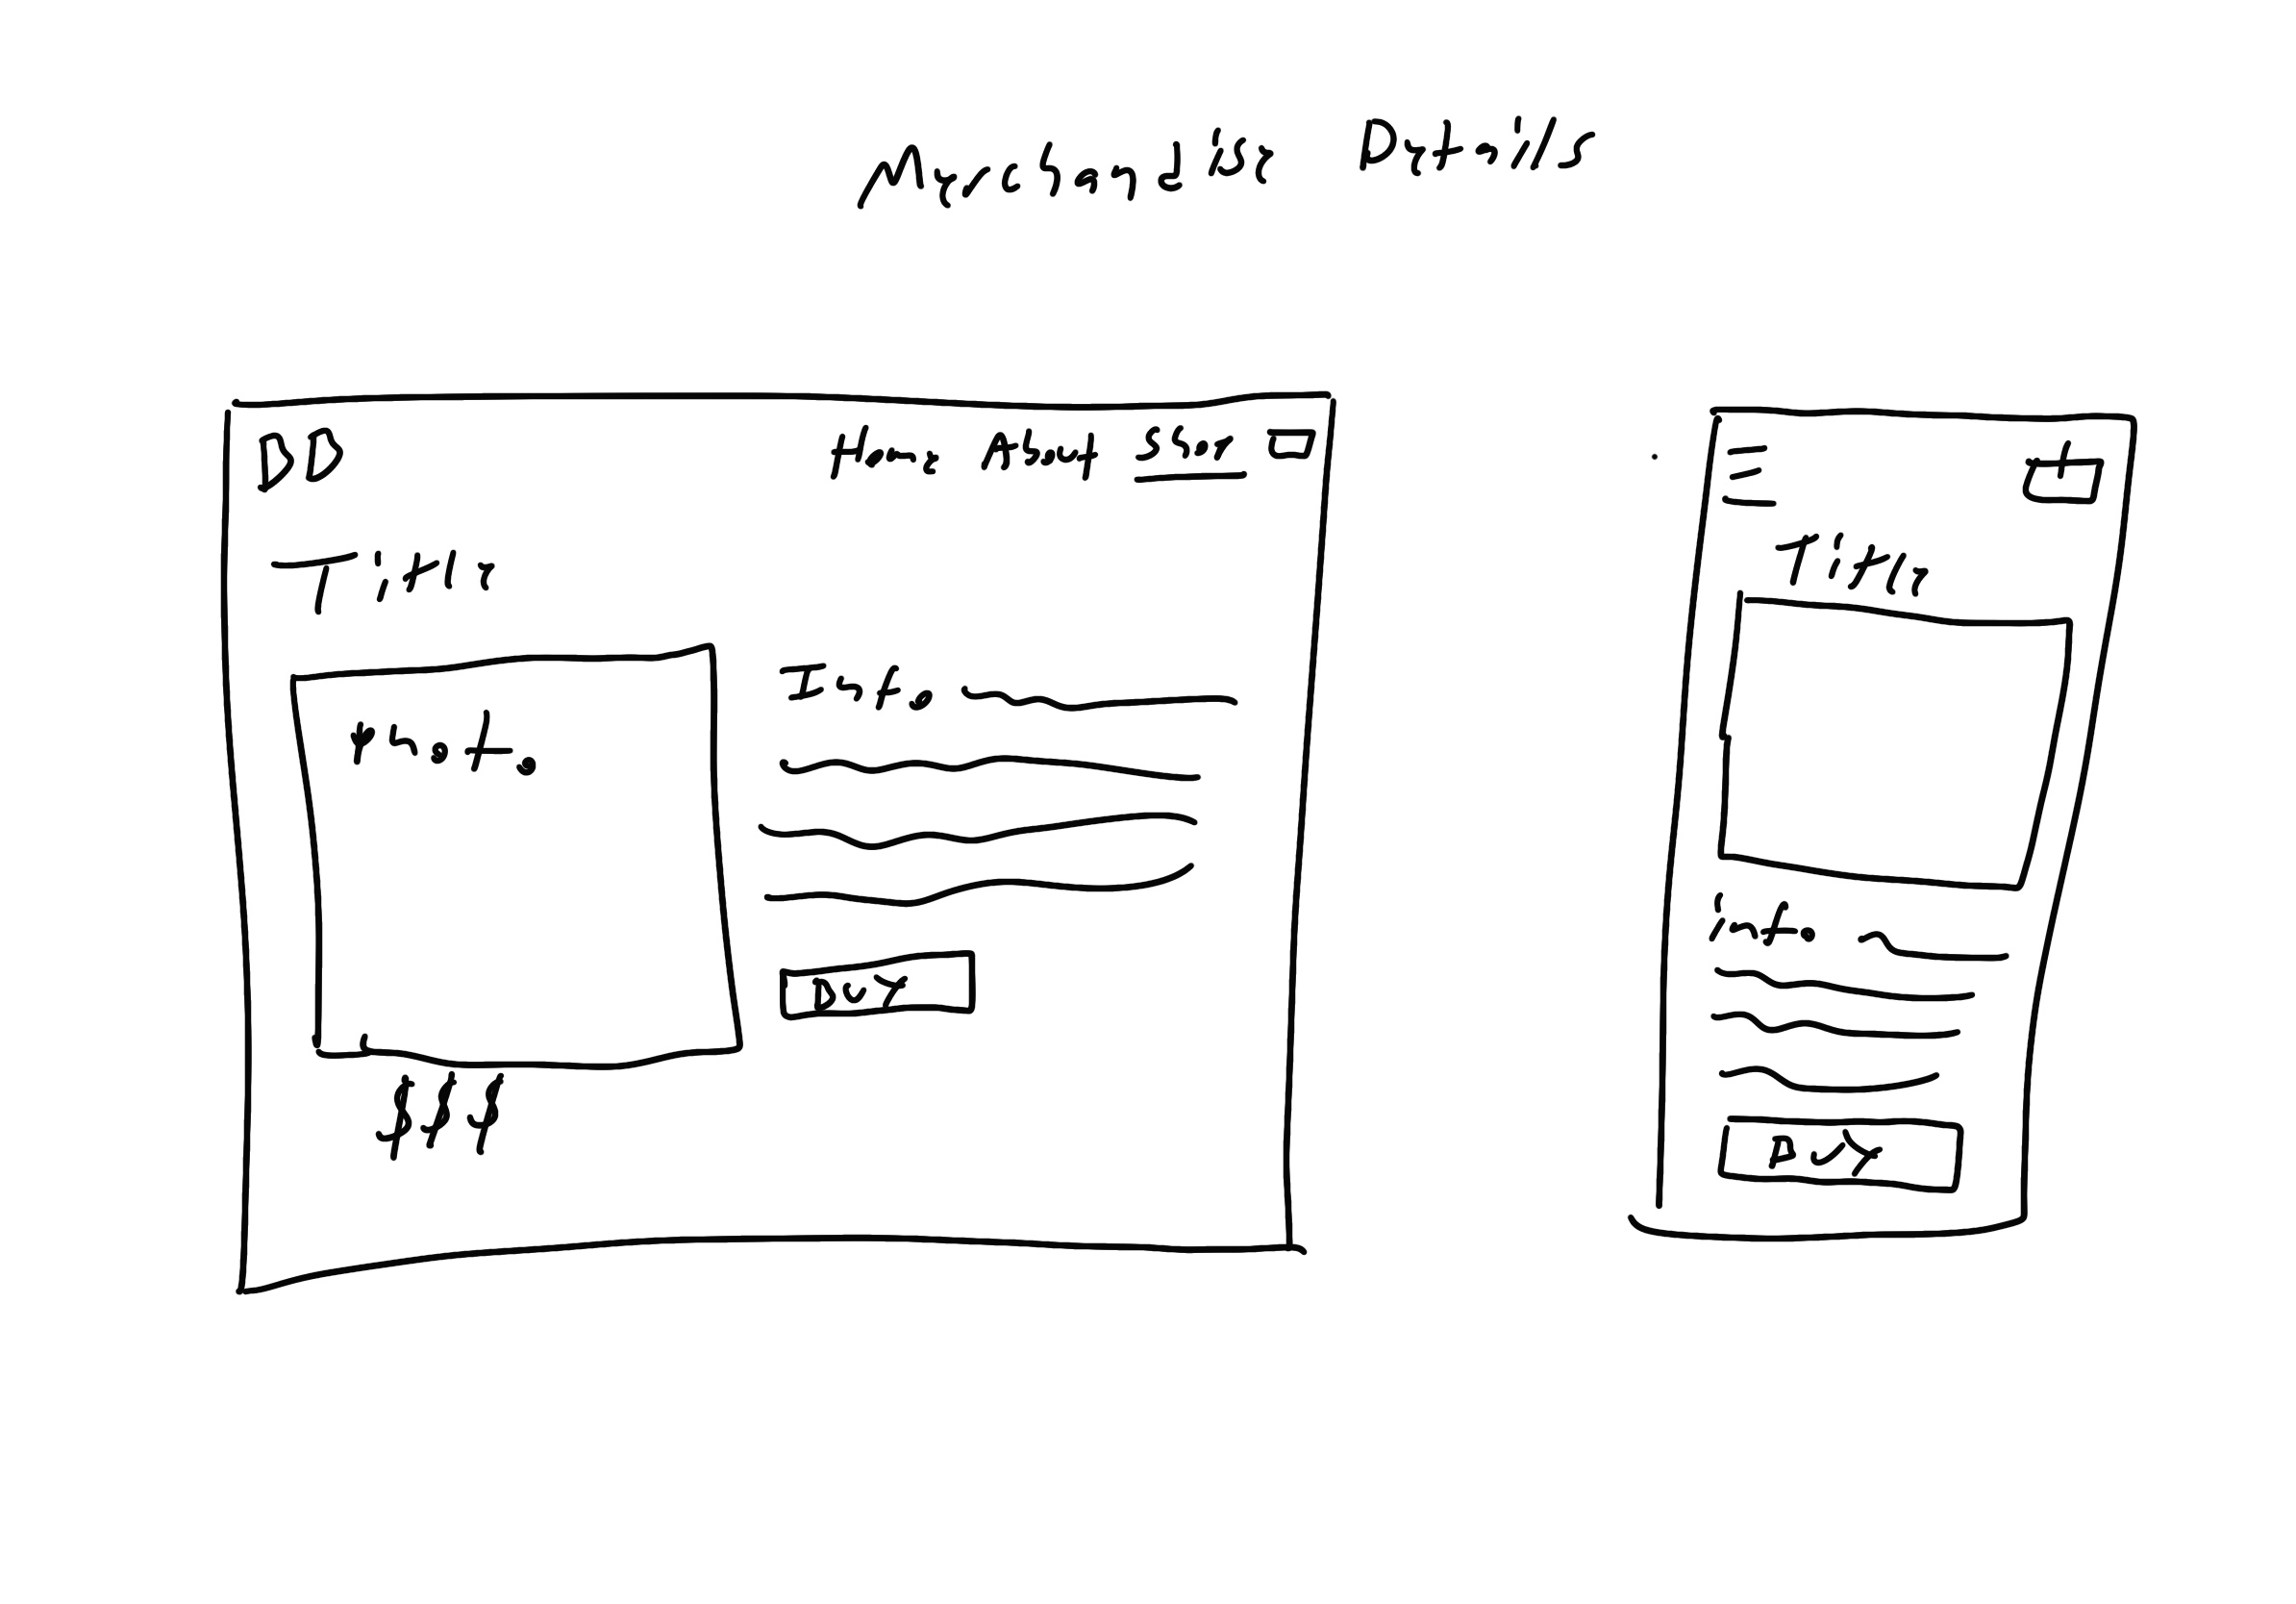 Merchandise Details
DD
Home About Shop
Title
Photo
Info
BUY
$$$
Title
info
BUY